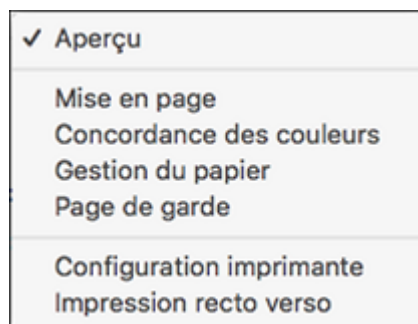 ✓ Aperçu
Mise en page
Concordance des couleurs
Gestion du papier
Page de garde
Configuration imprimante
Impression recto verso